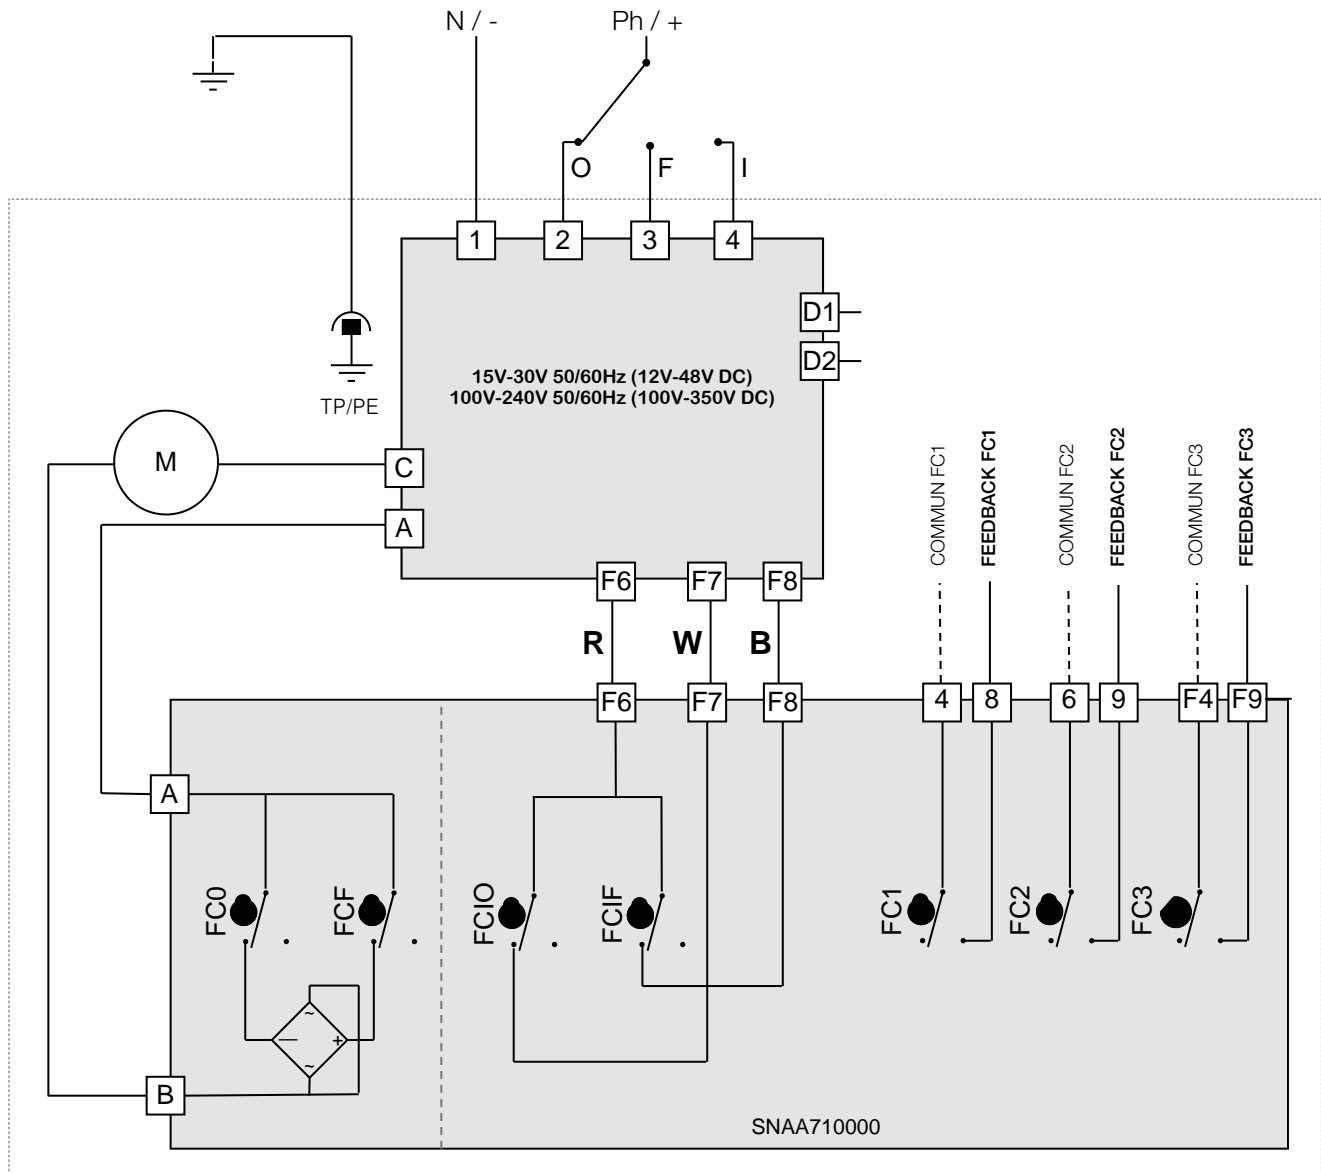 N / -
Ph / +
O
F
I
1
2
3
4
D1
D2
15V-30V 50/60Hz (12V-48V DC)
100V-240V 50/60Hz (100V-350V DC)
TP/PE
M
C
A
COMMUN FC1
FEEDBACK FC1
COMMUN FC2
FEEDBACK FC2
COMMUN FC3
FEEDBACK FC3
F6
F7
F8
R
W
B
F6
F7
F8
4
8
6
9
F4
F9
A
FC0
FCF
FCIO
FCIF
FC1
FC2
FC3
~
—
+
~
B
SNAA710000